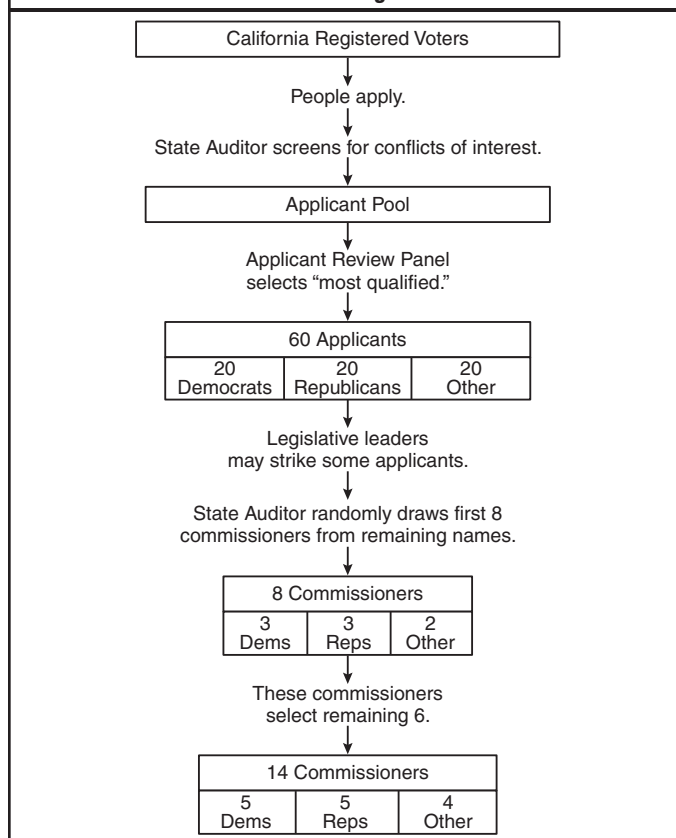 California Registered Voters
People apply.
State Auditor screens for conflicts of interest.
Applicant Pool
Applicant Review Panel
selects “most qualified.”
60 Applicants
20 20 20
Democrats Republicans Other
Legislative leaders
may strike some applicants.
State Auditor randomly draws first 8
commissioners from remaining names.
8 Commissioners
3 3 2
Dems Reps Other
These commissioners
select remaining 6.
14 Commissioners
5 5 4
Dems Reps Other